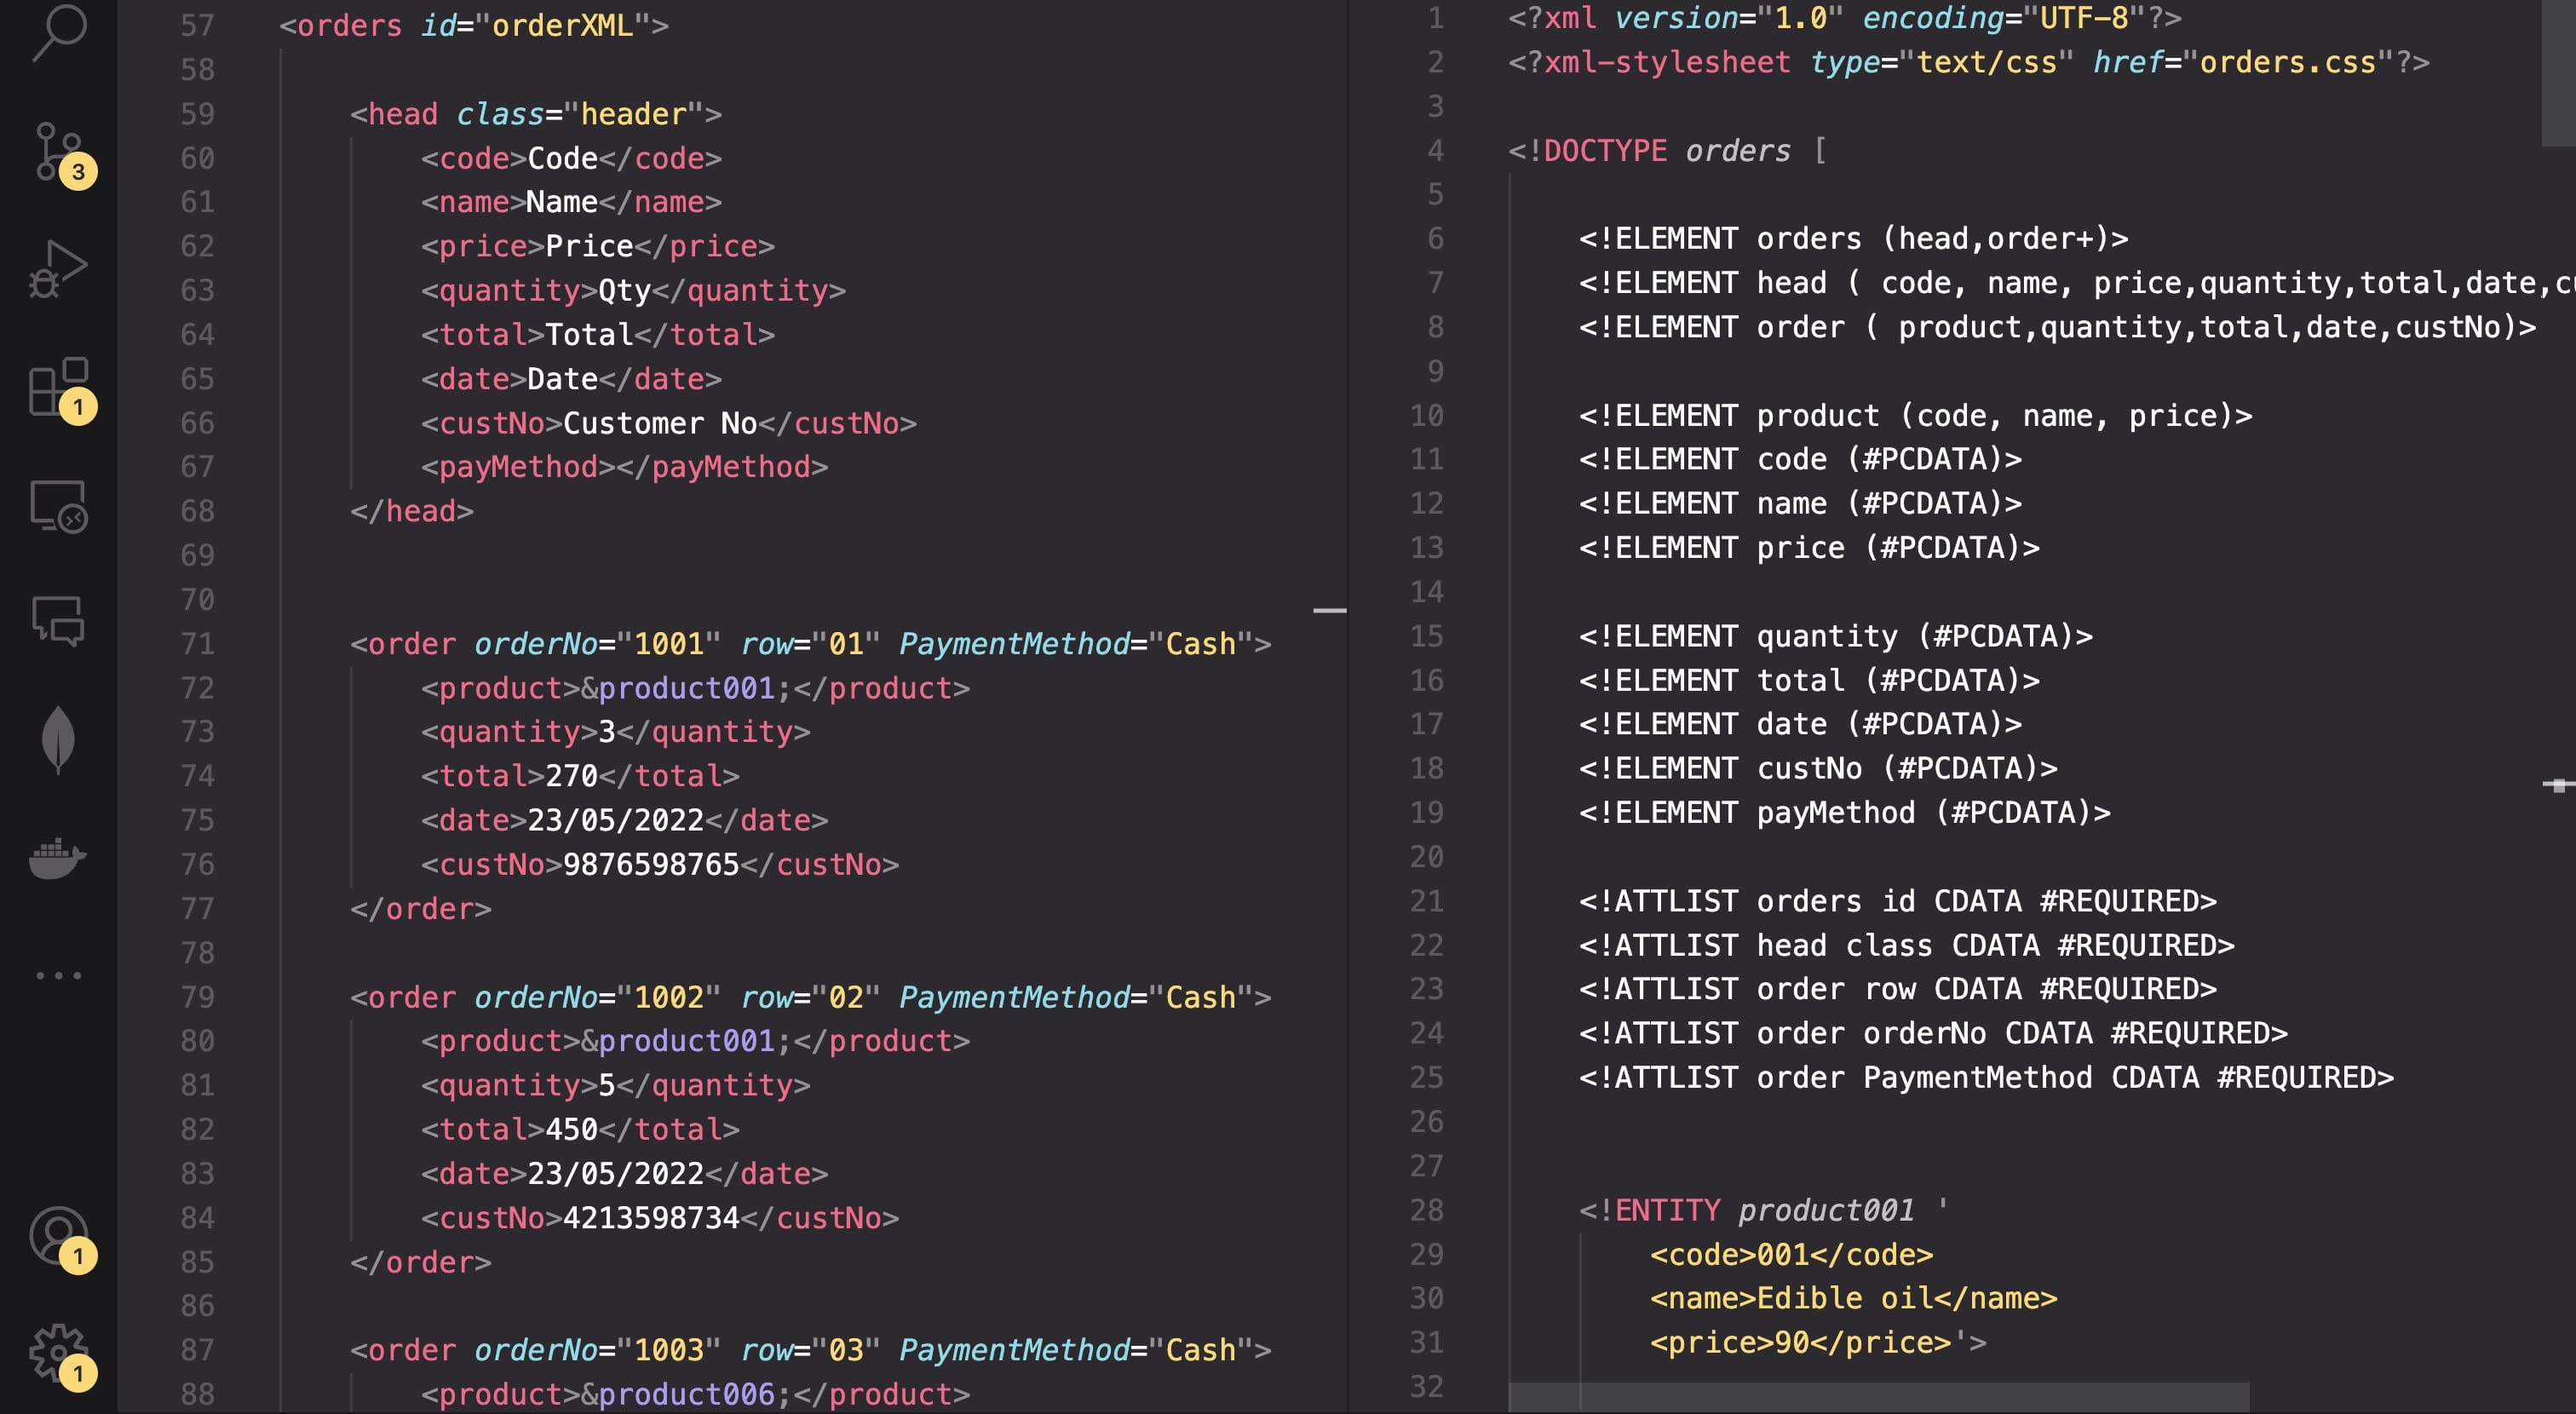 57 <orders id="orderXML">
58
59 <head class="header">
60 <code>Code</code>
61 <name>Name</name>
62 <price>Price</price>
63 <quantity>Qty</quantity>
64 <total>Total</total>
65 <date>Date</date>
66 <custNo>Customer No</custNo>
67 <payMethod></payMethod>
68 </head>
69
70
71 <order orderNo="1001" row="01" PaymentMethod="Cash">
72 <product>&product001;</product>
73 <quantity>3</quantity>
74 <total>270</total>
75 <date>23/05/2022</date>
76 <custNo>9876598765</custNo>
77 </order>
78
79 <order orderNo="1002" row="02" PaymentMethod="Cash">
80 <product>&product001;</product>
81 <quantity>5</quantity>
82 <total>450</total>
83 <date>23/05/2022</date>
84 <custNo>4213598734</custNo>
85 </order>
86
87 <order orderNo="1003" row="03" PaymentMethod="Cash">
88 <product>&product006;</product>
1 <?xml version="1.0" encoding="UTF-8"?>
2 <?xml-stylesheet type="text/css" href="orders.css"?>
3
4 <!DOCTYPE orders [
5
6 <!ELEMENT orders (head,order+)>
7 <!ELEMENT head ( code, name, price,quantity,total,date,c
8 <!ELEMENT order ( product,quantity,total,date,custNo)>
9
10 <!ELEMENT product (code, name, price)>
11 <!ELEMENT code (#PCDATA)>
12 <!ELEMENT name (#PCDATA)>
13 <!ELEMENT price (#PCDATA)>
14
15 <!ELEMENT quantity (#PCDATA)>
16 <!ELEMENT total (#PCDATA)>
17 <!ELEMENT date (#PCDATA)>
18 <!ELEMENT custNo (#PCDATA)>
19 <!ELEMENT payMethod (#PCDATA)>
20
21 <!ATTLIST orders id CDATA #REQUIRED>
22 <!ATTLIST head class CDATA #REQUIRED>
23 <!ATTLIST order row CDATA #REQUIRED>
24 <!ATTLIST order orderNo CDATA #REQUIRED>
25 <!ATTLIST order PaymentMethod CDATA #REQUIRED>
26
27
28 <!ENTITY product001 '
29 <code>001</code>
30 <name>Edible oil</name>
31 <price>90</price>'>
32
3
1
1
1